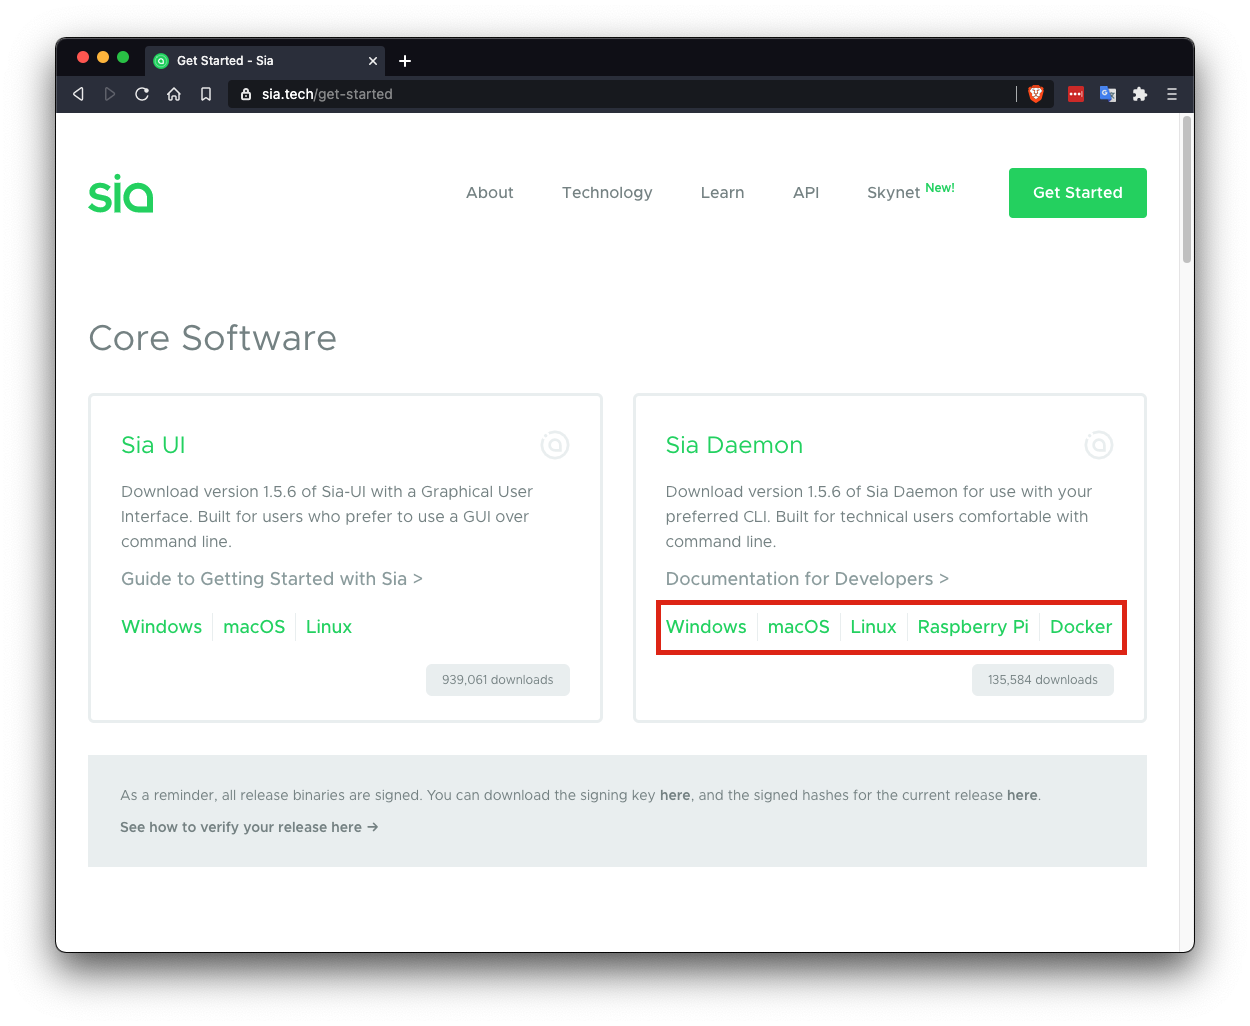 Get Started - Sia
sia.tech/get-started
sia
About
Technology
Learn
API
Skynet New!
Get Started
Core Software
Sia UI
Download version 1.5.6 of Sia-UI with a Graphical User
Interface. Built for users who prefer to use a GUI over
command line.
Guide to Getting Started with Sia >
Windows
macOS
Linux
939,061 downloads
Sia Daemon
Download version 1.5.6 of Sia Daemon for use with your
preferred CLI. Built for technical users comfortable with
command line.
Documentation for Developers >
Windows
macOS
Linux
Raspberry Pi
Docker
135,584 downloads
As a reminder, all release binaries are signed. You can download the signing key here, and the signed hashes for the current release here.
See how to verify your release here →